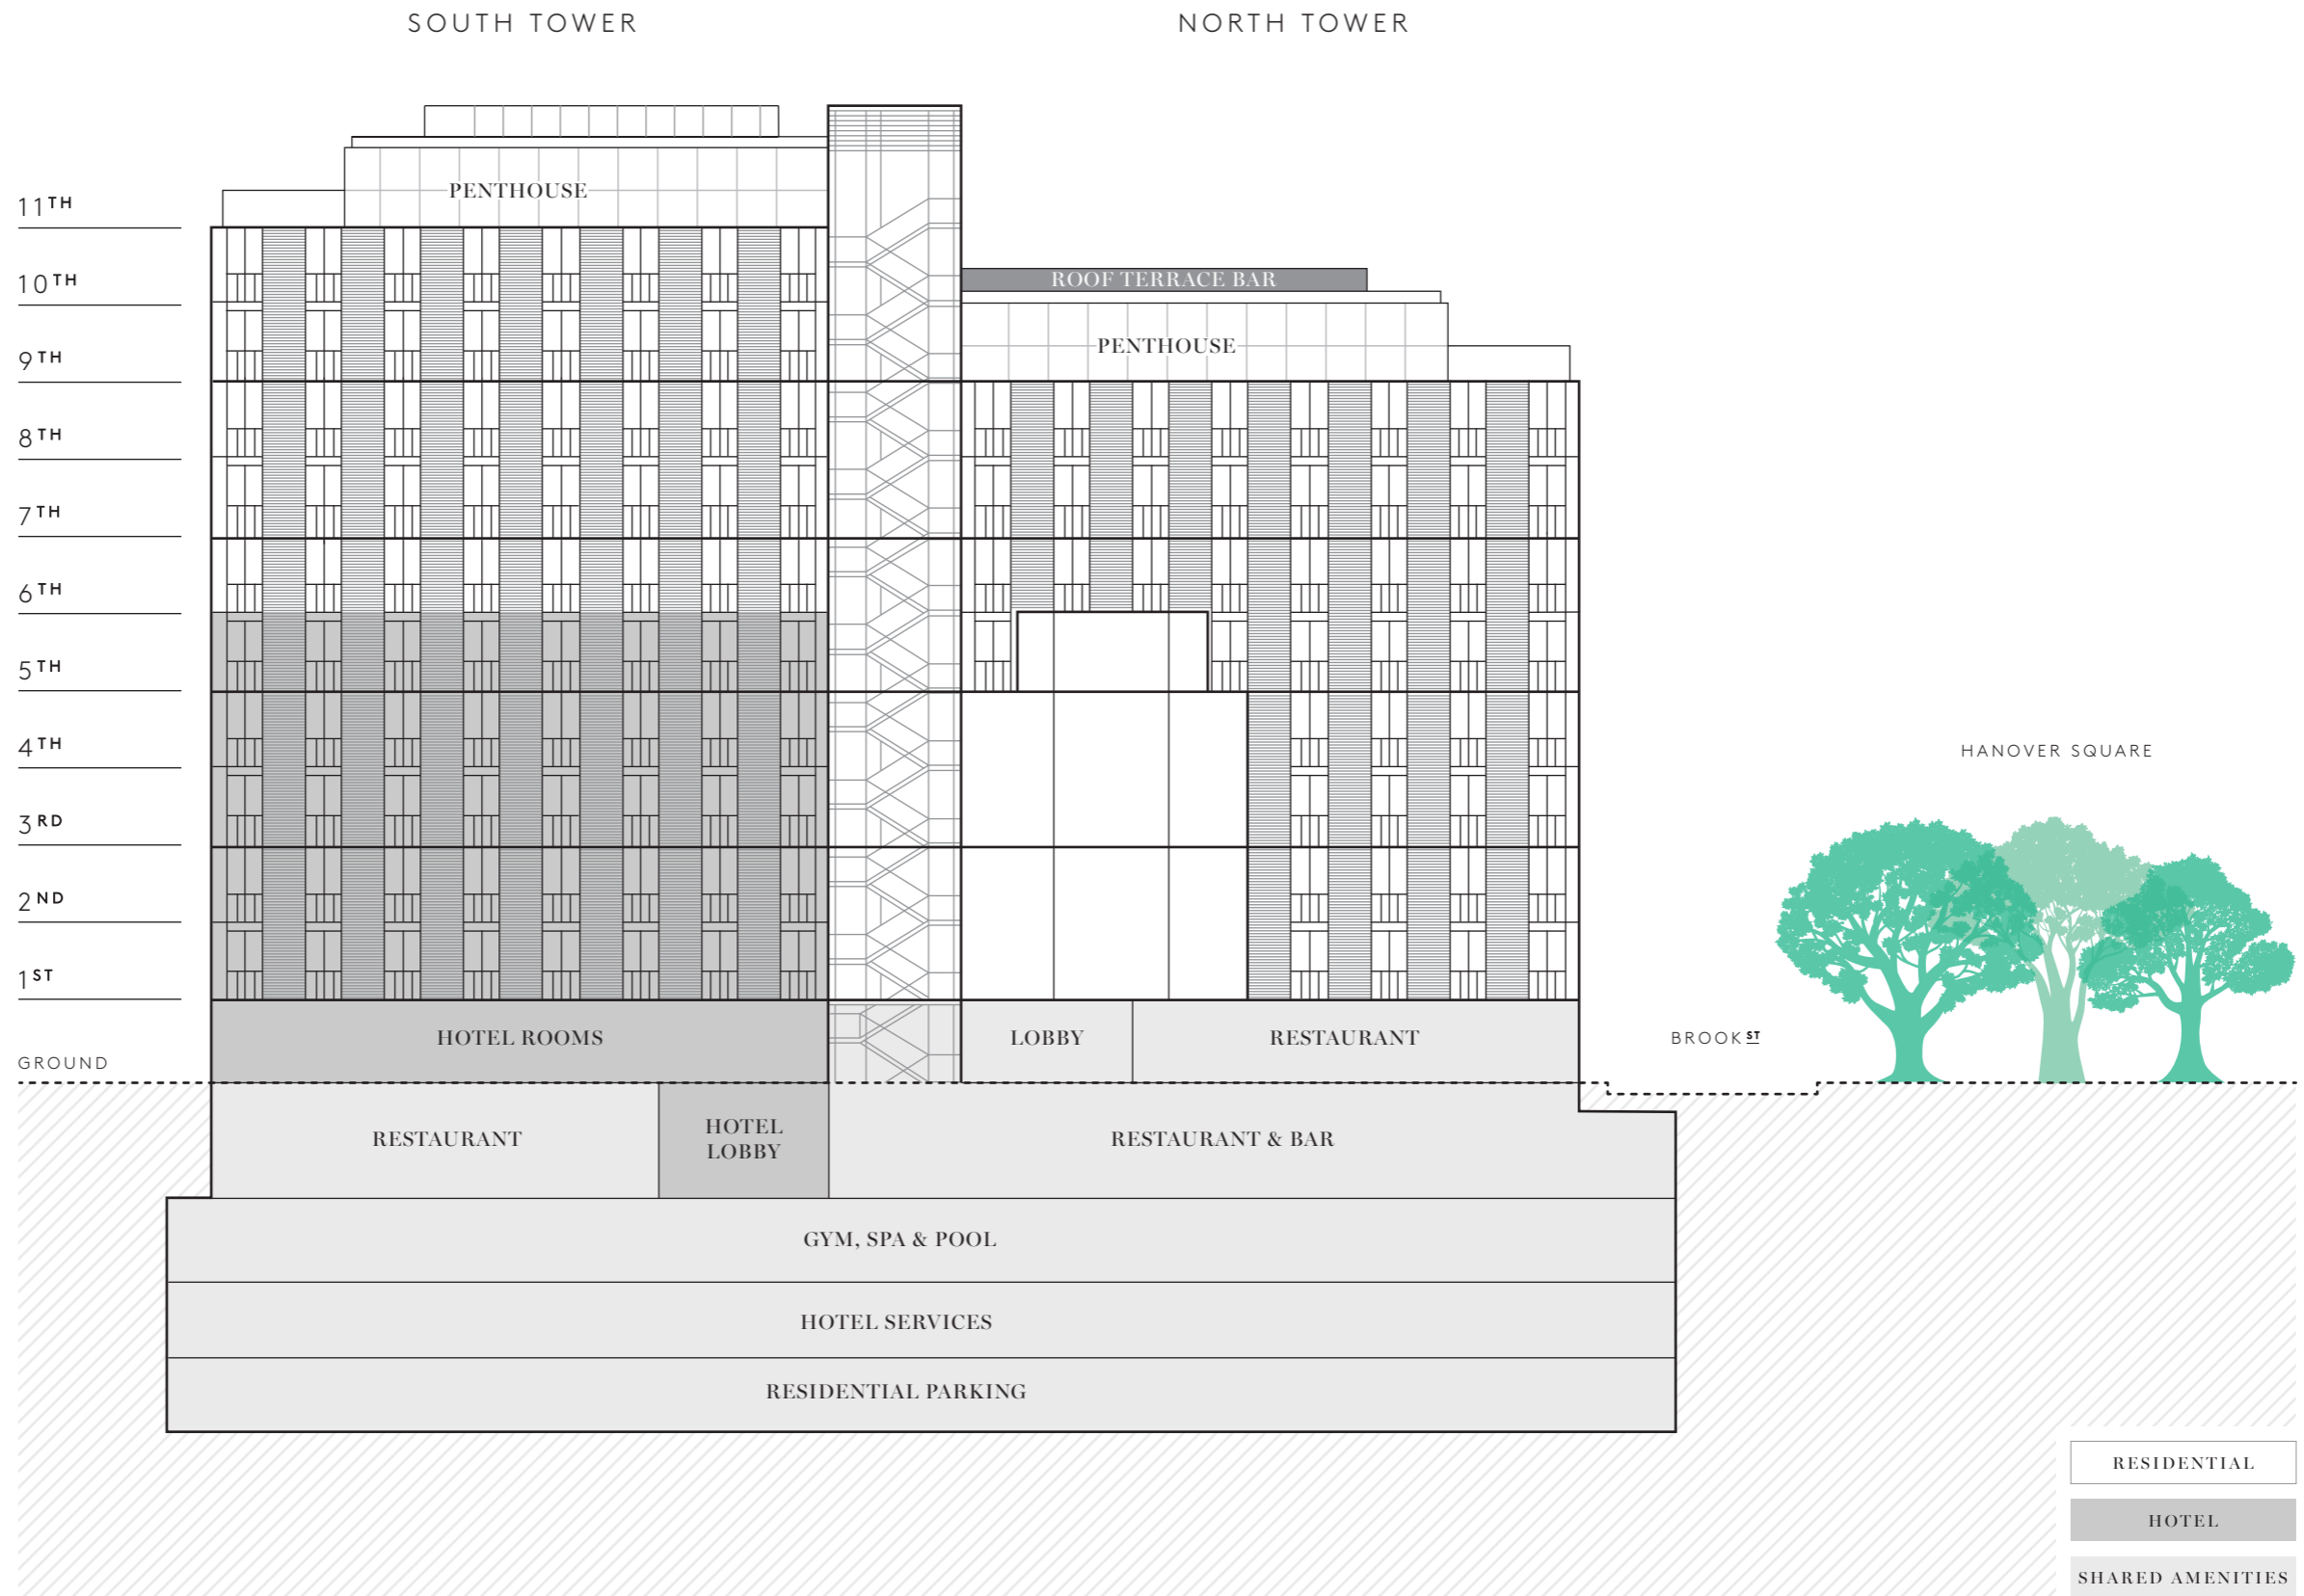 SOUTH TOWER
NORTH TOWER
PENTHOUSE
11TH
10TH
ROOF TERRACE BAR
9TH
PENTHOUSE
8TH
7TH
6TH
5TH
4TH
HANOVER SQUARE
3RD
2ND
1ST
HOTEL ROOMS
LOBBY
RESTAURANT
BROOK ST
GROUND
RESTAURANT
HOTEL
LOBBY
RESTAURANT & BAR
GYM, SPA & POOL
HOTEL SERVICES
RESIDENTIAL PARKING
RESIDENTIAL
HOTEL
SHARED AMENITIES